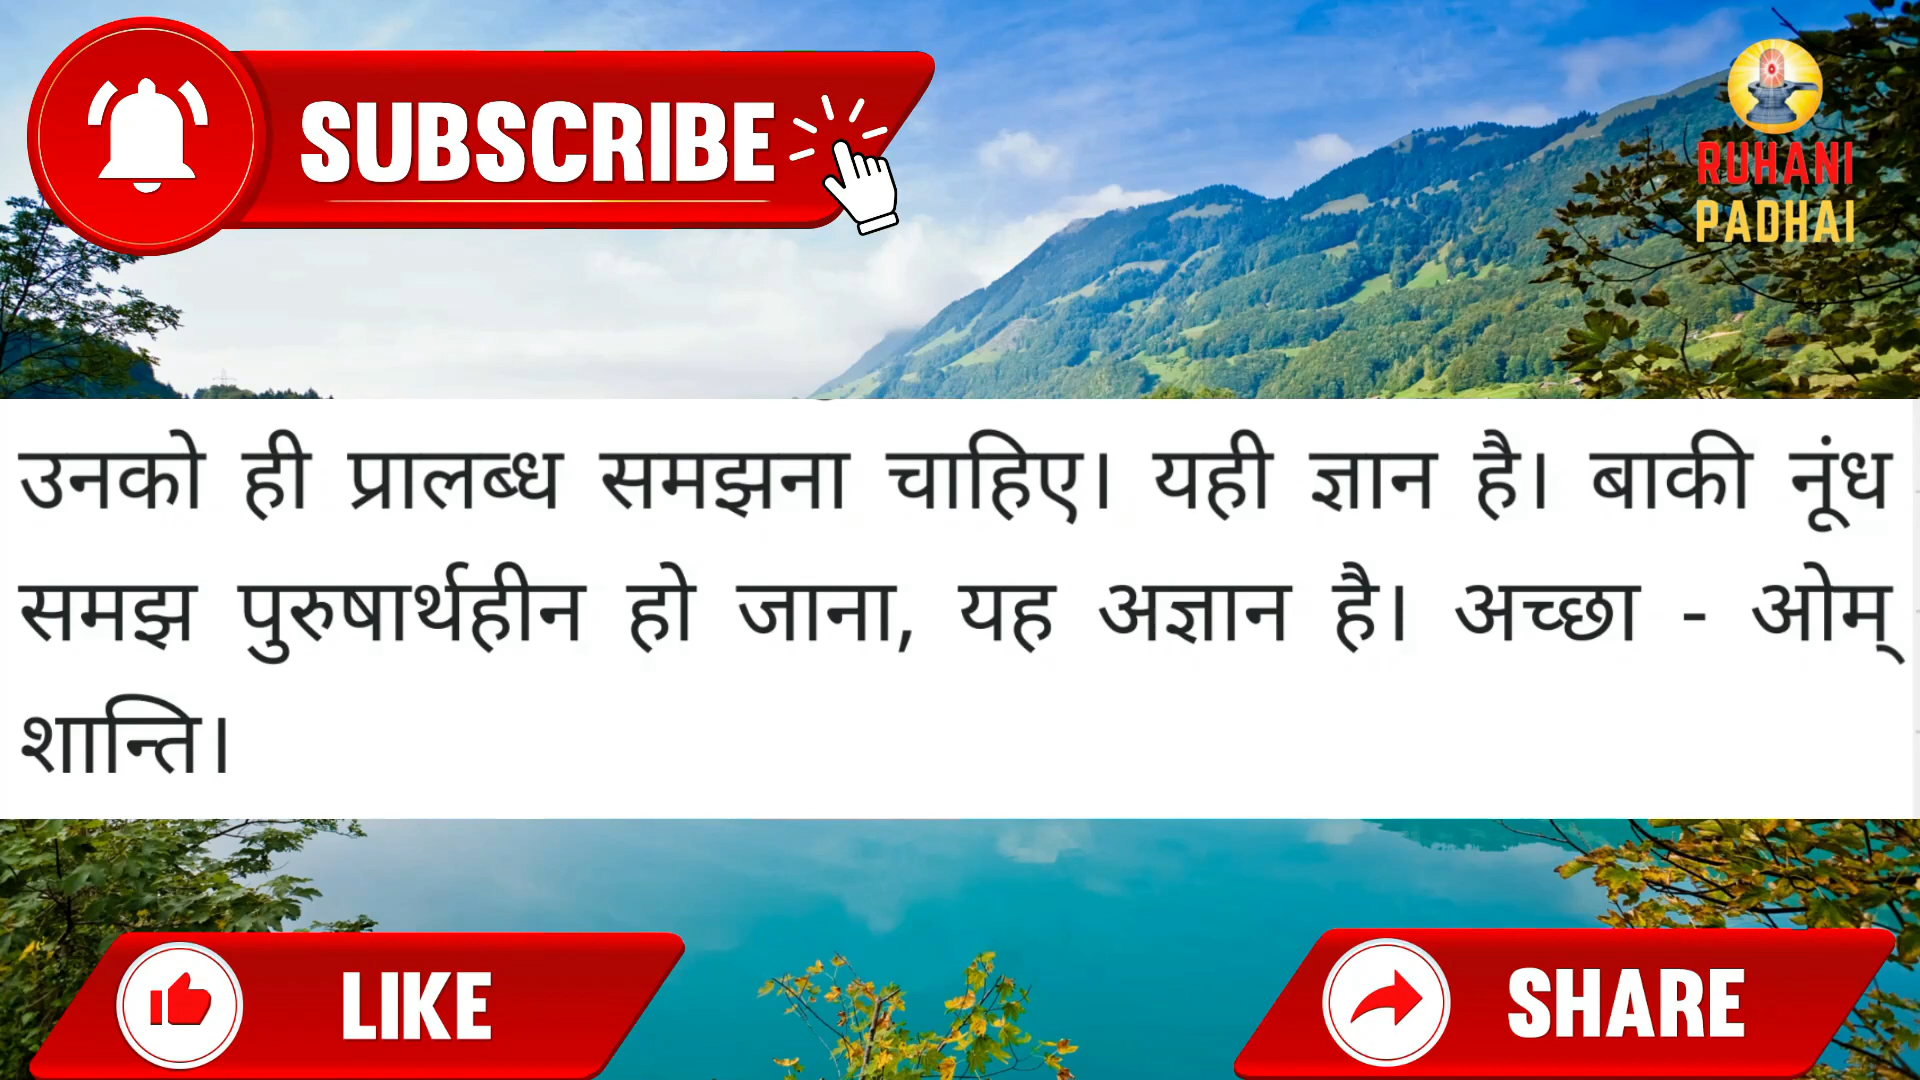 SUBSCRIBE
RUHANI
PADHAI
उनको ही प्रालब्ध समझना चाहिए। यही ज्ञान है। बाकी नूंध
समझ पुरुषार्थहीन हो जाना, यह अज्ञान है। अच्छा - ओम्
शान्ति।
LIKE
SHARE